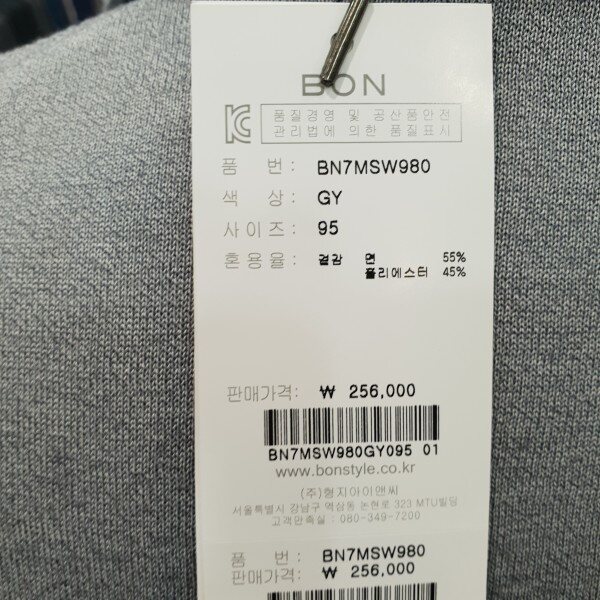 BON
품질경영 및 공산품안전
관리법에 의한 품질표시
품 번: BN7MSW980
색 상: GY
사이즈: 95
혼용율: 겉감 면 55%
폴리에스터 45%
판매가격: ₩ 256,000
BN7MSW980GY095 01
www.bonstyle.co.kr
(주)형지아이앤씨
서울특별시 강남구 역삼동 논현로 323 MTU빌딩
고객만족실 : 080-349-7200
품 번: BN7MSW980
판매가격: ₩ 256,000